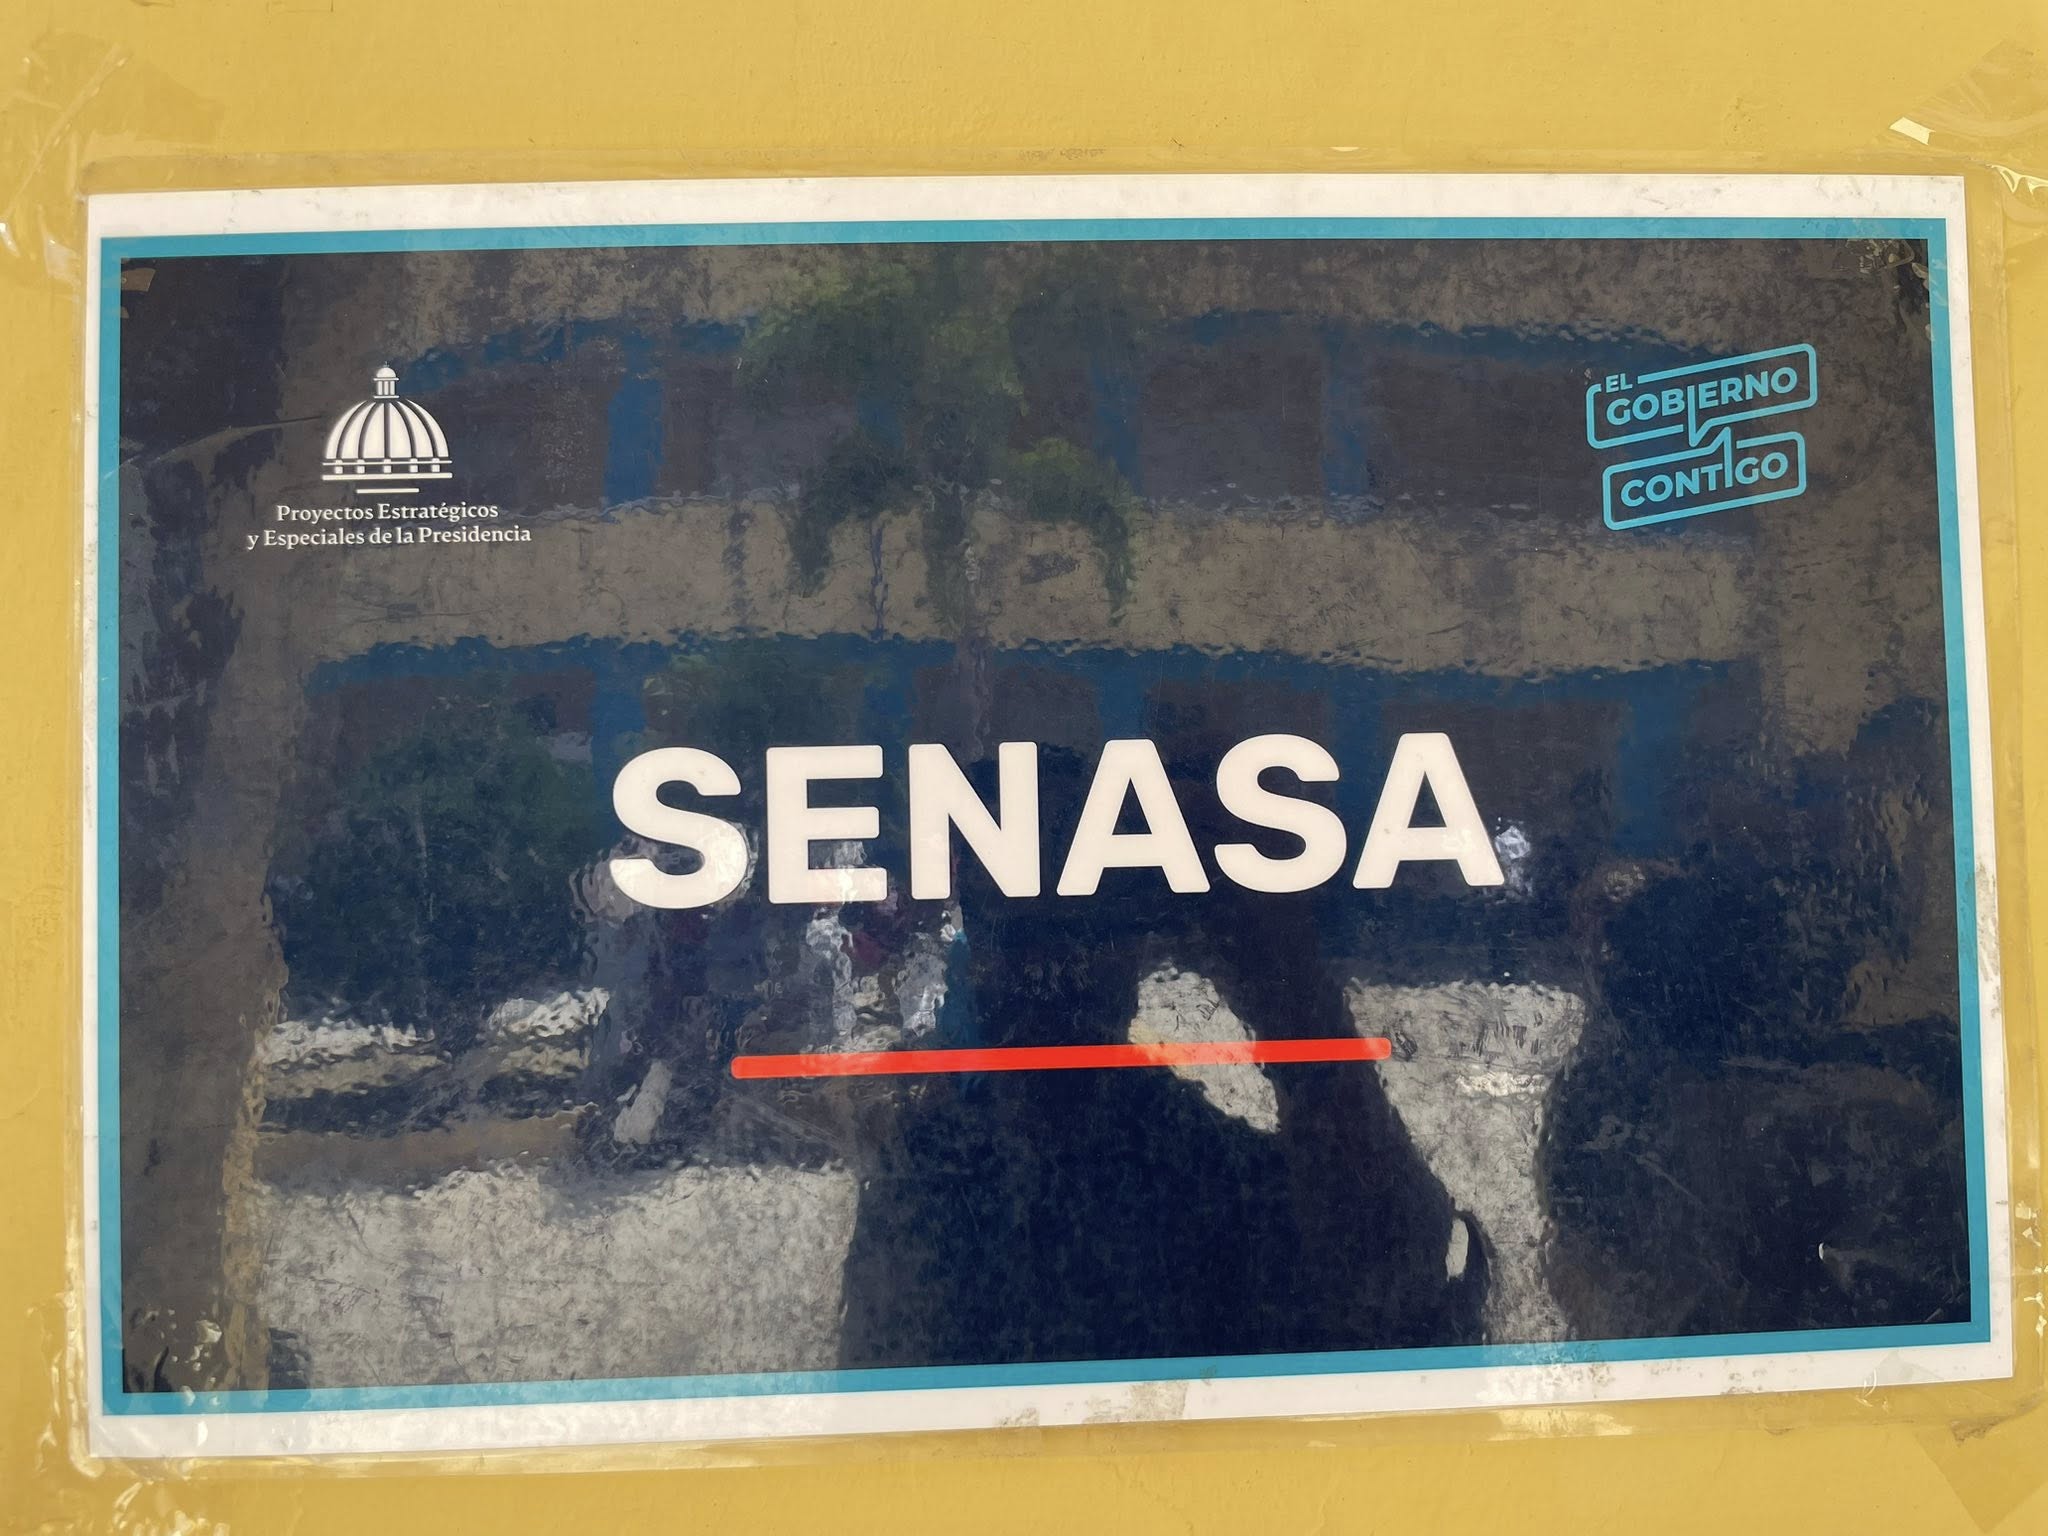 Proyectos Estratégicos
y Especiales de la Presidencia
EL
GOBIERNO
CONTIGO
SENASA